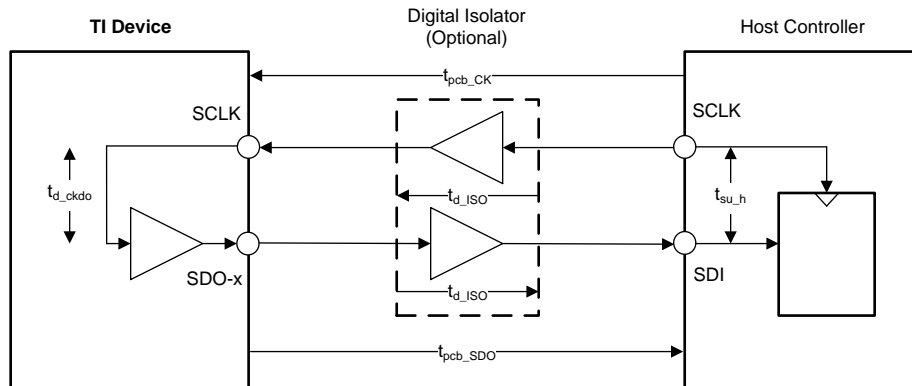 TI Device
Digital Isolator
(Optional)
Host Controller
t_pcb_CK
SCLK
SCLK
t_d_ckdo
t_d_ISO
t_su_h
SDO-x
SDI
t_d_ISO
t_pcb_SDO